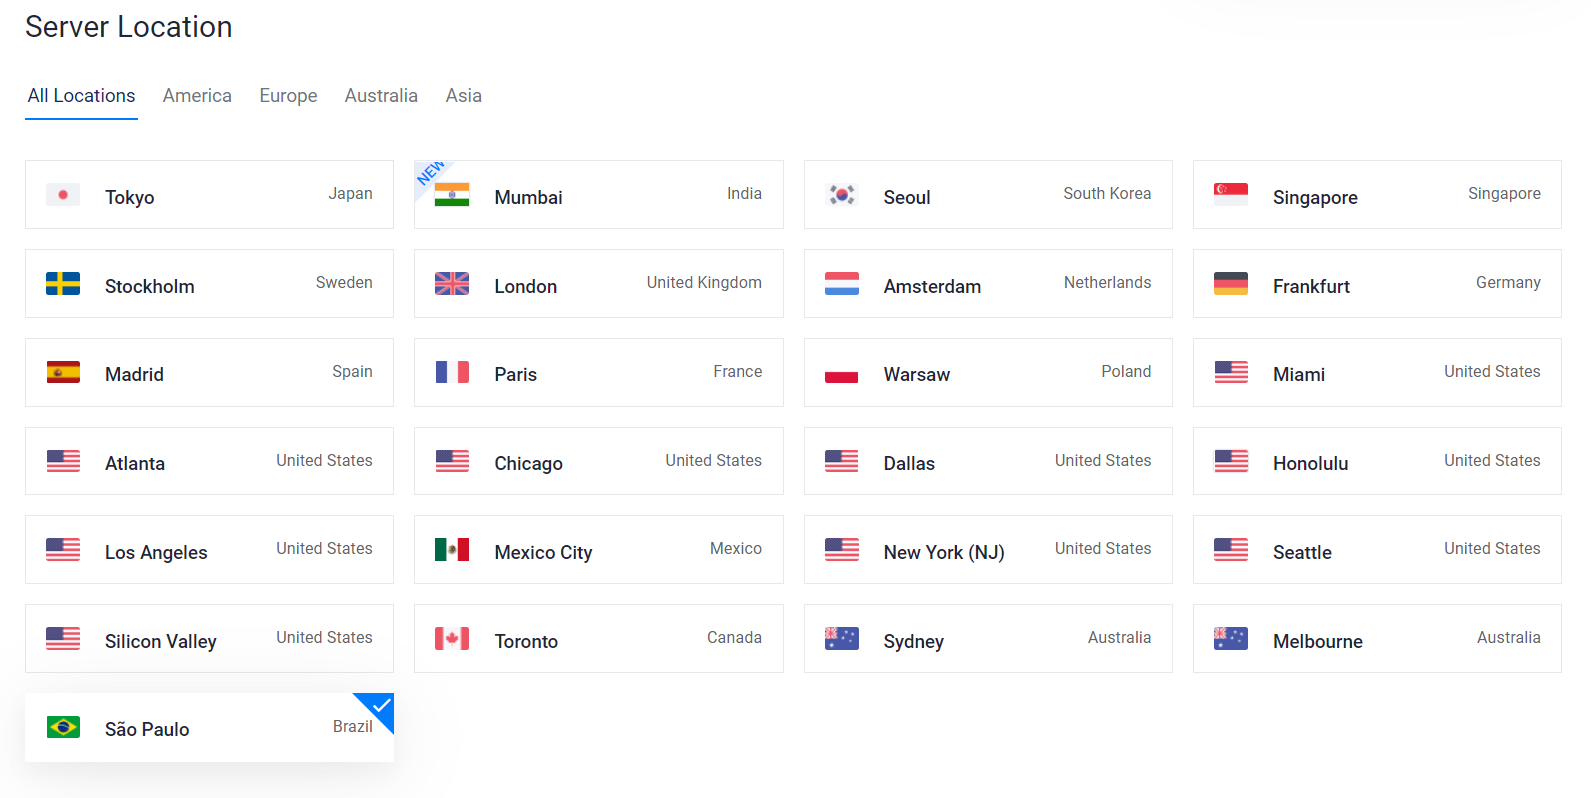 Server Location
All Locations America Europe Australia Asia
Tokyo Japan
NEW Mumbai India
Seoul South Korea
Singapore Singapore
Stockholm Sweden
London United Kingdom
Amsterdam Netherlands
Frankfurt Germany
Madrid Spain
Paris France
Warsaw Poland
Miami United States
Atlanta United States
Chicago United States
Dallas United States
Honolulu United States
Los Angeles United States
Mexico City Mexico
New York (NJ) United States
Seattle United States
Silicon Valley United States
Toronto Canada
Sydney Australia
Melbourne Australia
São Paulo Brazil